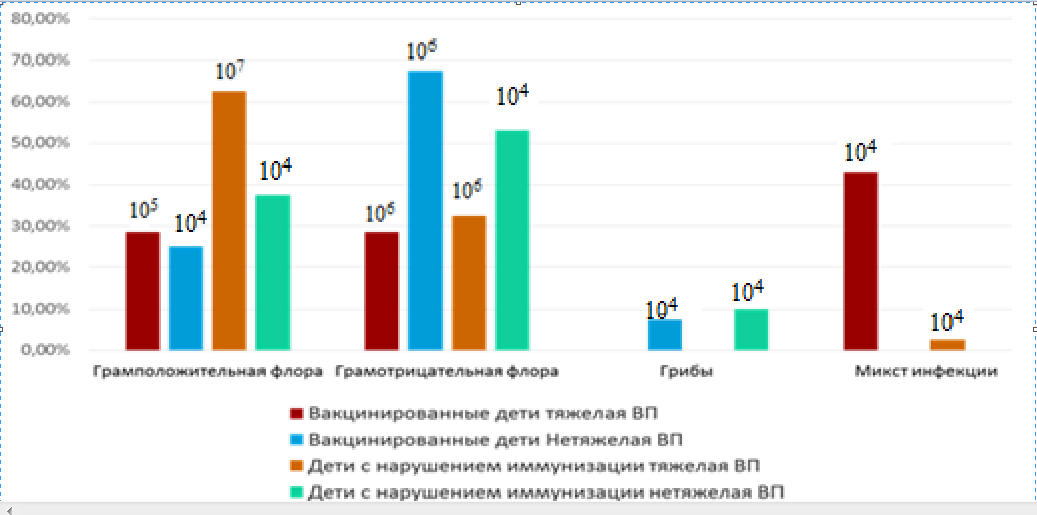 80,00%
70,00%
60,00%
50,00%
40,00%
30,00%
20,00%
10,00%
0,00%
10⁵
10⁴
10⁷
10⁴
10⁶
10⁶
10⁶
10⁴
10⁴
10⁴
10⁴
10⁴
Грамположительная флора
Грамотрицательная флора
Грибы
Микст инфекции
Вакцинированные дети тяжелая ВП
Вакцинированные дети Нетяжелая ВП
Дети с нарушением иммунизации тяжелая ВП
Дети с нарушением иммунизации нетяжелая ВП